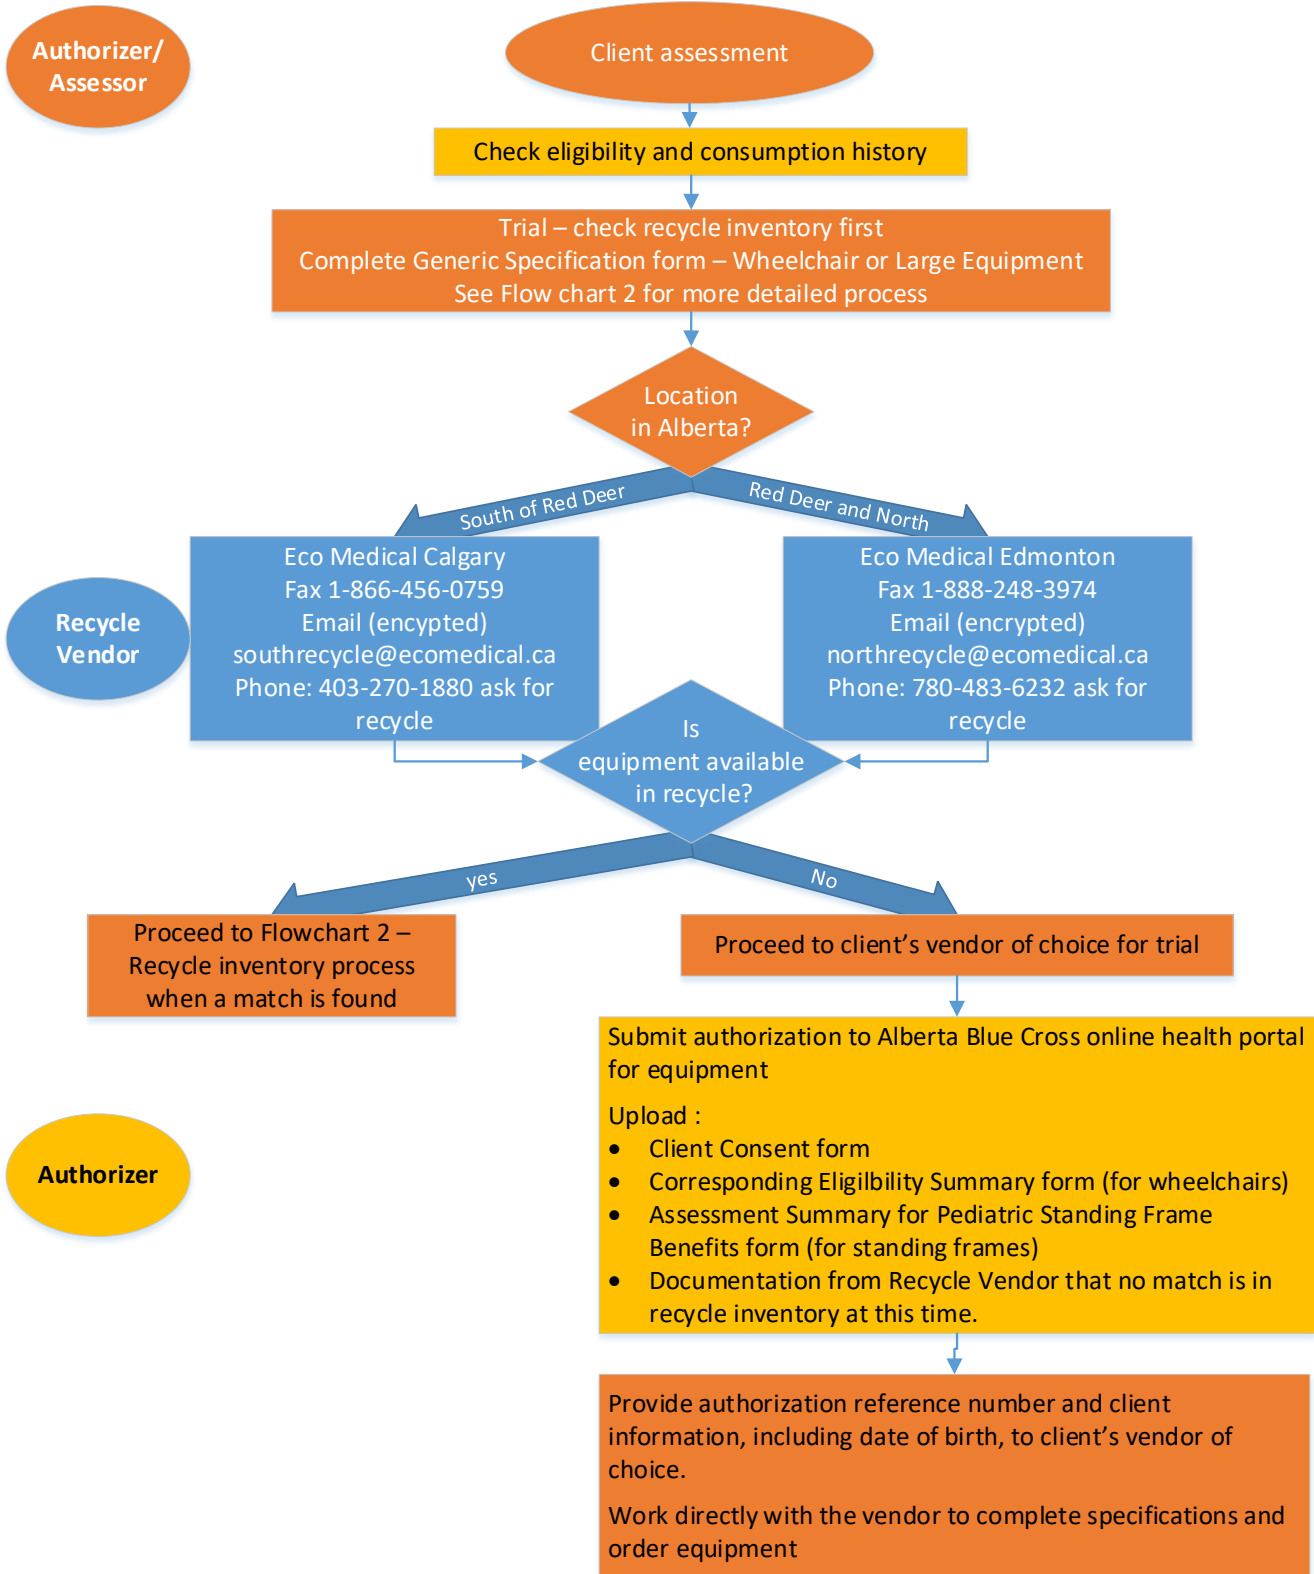 Authorizer/
Assessor
Client assessment
Check eligibility and consumption history
Trial – check recycle inventory first
Complete Generic Specification form – Wheelchair or Large Equipment
See Flow chart 2 for more detailed process
Location
in Alberta?
South of Red Deer
Red Deer and North
Recycle
Vendor
Eco Medical Calgary
Fax 1-866-456-0759
Email (encypted)
southrecycle@ecomedical.ca
Phone: 403-270-1880 ask for
recycle
Eco Medical Edmonton
Fax 1-888-248-3974
Email (encrypted)
northrecycle@ecomedical.ca
Phone: 780-483-6232 ask for
recycle
Is
equipment available
in recycle?
yes
No
Proceed to Flowchart 2 –
Recycle inventory process
when a match is found
Proceed to client’s vendor of choice for trial
Authorizer
Submit authorization to Alberta Blue Cross online health portal
for equipment
Upload :
• Client Consent form
• Corresponding Eligilbility Summary form (for wheelchairs)
• Assessment Summary for Pediatric Standing Frame
Benefits form (for standing frames)
• Documentation from Recycle Vendor that no match is in
recycle inventory at this time.
Provide authorization reference number and client
information, including date of birth, to client’s vendor of
choice.
Work directly with the vendor to complete specifications and
order equipment